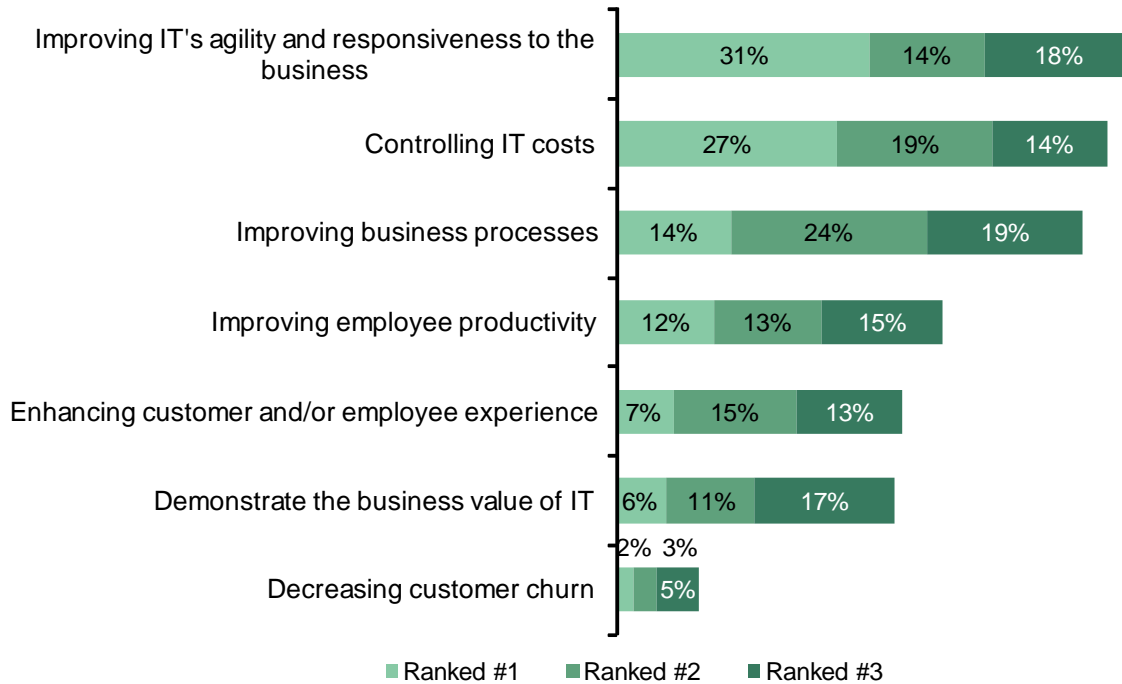 Improving IT's agility and responsiveness to the
business
31% 14% 18%
Controlling IT costs
27% 19% 14%
Improving business processes
14% 24% 19%
Improving employee productivity
12% 13% 15%
Enhancing customer and/or employee experience
7% 15% 13%
Demonstrate the business value of IT
6% 11% 17%
2% 3%
Decreasing customer churn
5%
Ranked #1 Ranked #2 Ranked #3